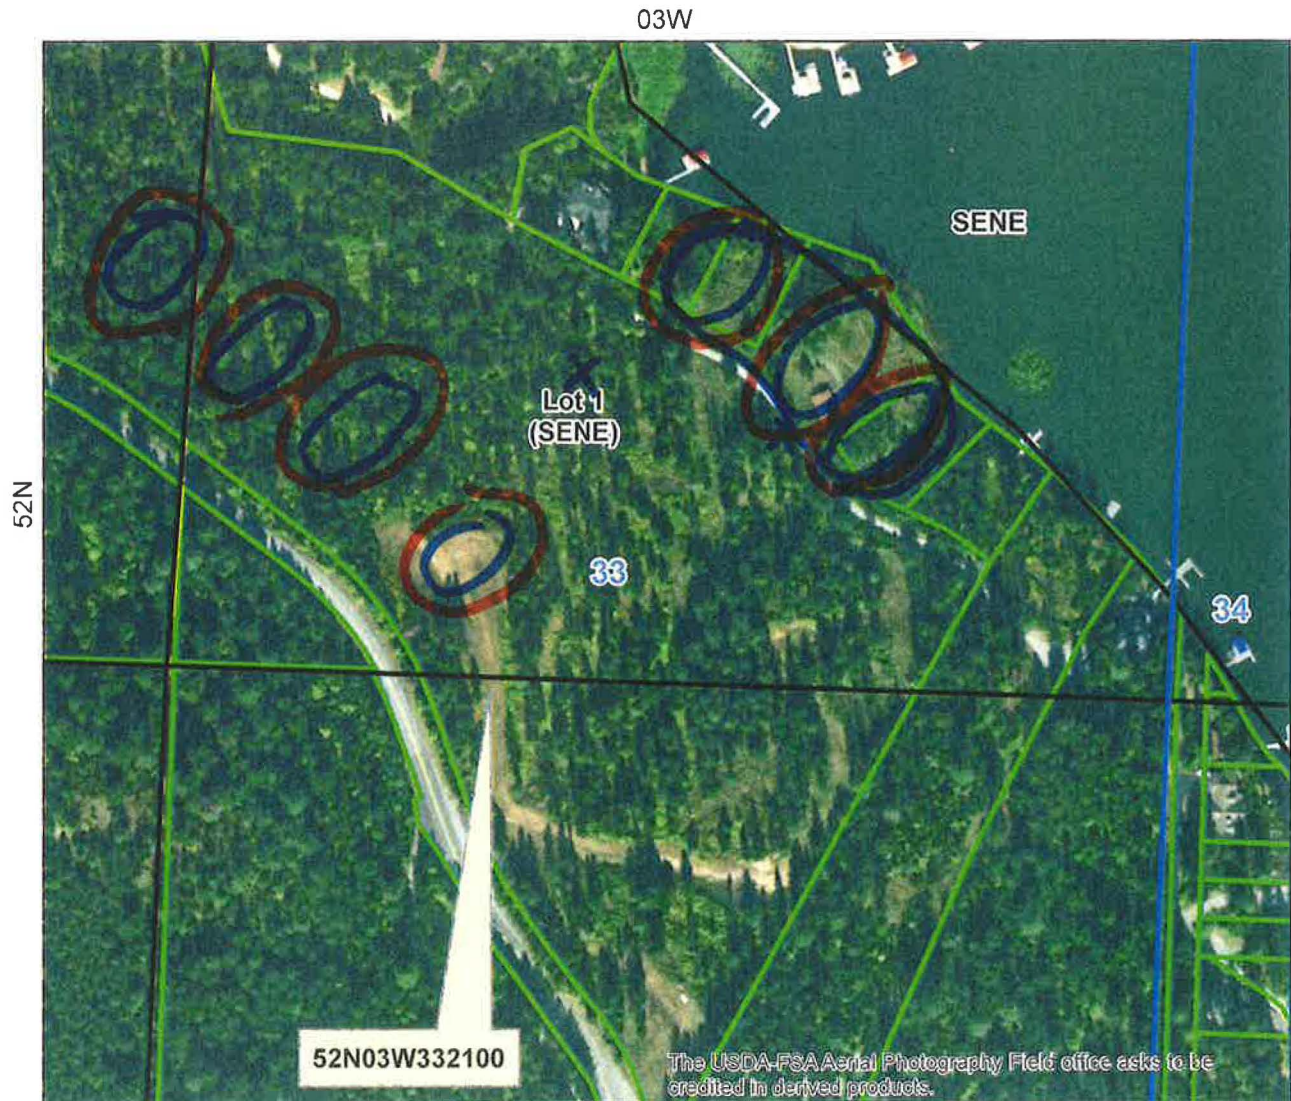 03W
SENE
Lot 1
(SENE)
52N
33
34
52N03W332100
The USDA-FSA Aerial Photography Field office asks to be
credited in derived products.